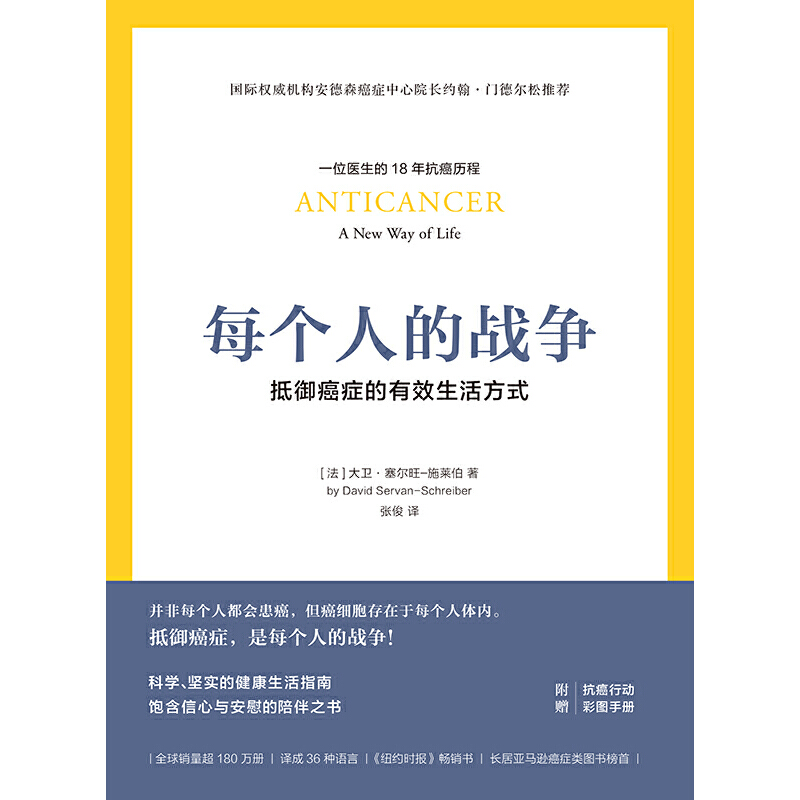 国际权威机构安德森癌症中心院长约翰·门德尔松推荐
一位医生的18年抗癌历程
ANTICANCER
A New Way of Life
每个人的战争
抵御癌症的有效生活方式
[法]大卫·塞尔旺-施莱伯 著
by David Servan-Schreiber
张俊 译
并非每个人都会患癌，但癌细胞存在于每个人体内。
抵御癌症，是每个人的战争!
科学、坚实的健康生活指南
饱含信心与安慰的陪伴之书
附赠
抗癌行动
彩图手册
|全球销量超180万册|译成36种语言|《纽约时报》畅销书|长居亚马逊癌症类图书榜首|